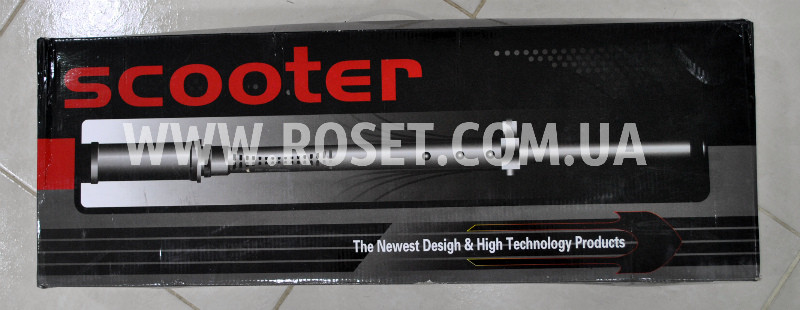 scooter
WWW.ROSET.COM.UA
The Newest Desigh & High Technology Products